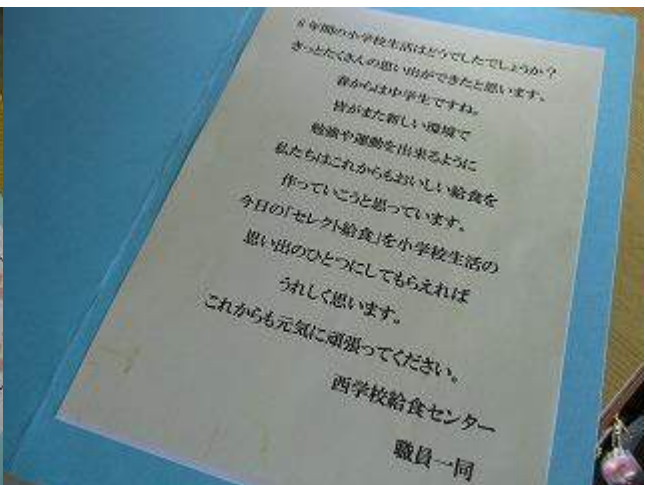 6年間の小学校生活はどうでしたでしょうか?
きっとたくさんの思い出ができたと思います。
春からは中学生ですね。
皆がまた新しい環境で
勉強や運動を出来るように
私たちはこれからもおいしい給食を
作っていこうと思っています。
今日の「セレクト給食」を小学校生活の
思い出のひとつにしてもらえれば
うれしく思います。
これからも元気に頑張ってください。
西学校給食センター
職員一同